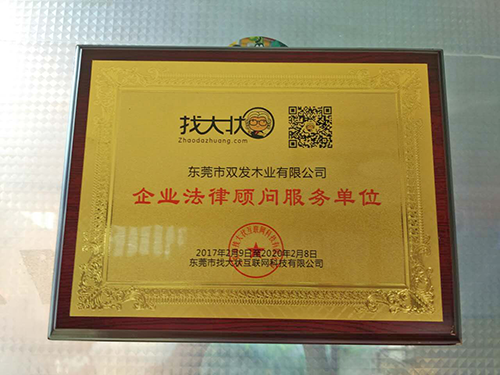 找大状
Zhaodazhuang.com
东莞市双发木业有限公司
企业法律顾问服务单位
2017年2月9日至2020年2月8日
东莞市找大状互联网科技有限公司